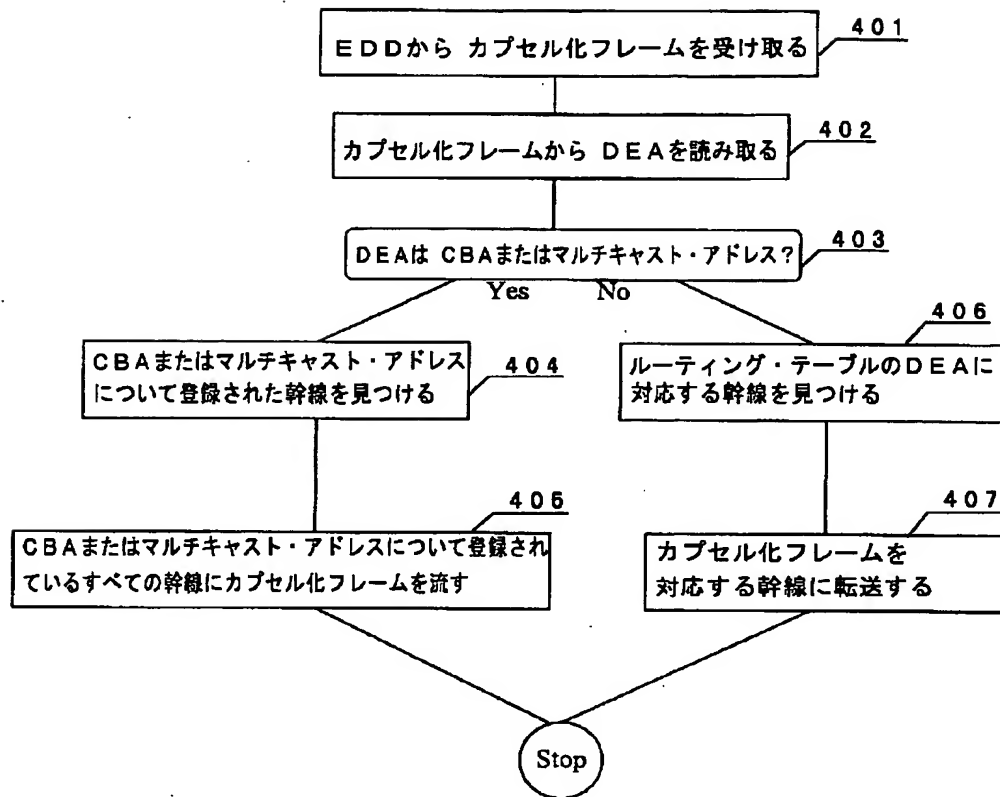 EDDから カプセル化フレームを受け取る
401
カプセル化フレームから DEAを読み取る
402
DEAは CBAまたはマルチキャスト・アドレス?
403
Yes
No
CBAまたはマルチキャスト・アドレス
について登録された幹線を見つける
404
ルーティング・テーブルのDEAに
対応する幹線を見つける
406
CBAまたはマルチキャスト・アドレスについて登録され
ているすべての幹線にカプセル化フレームを流す
405
カプセル化フレームを
対応する幹線に転送する
407
Stop